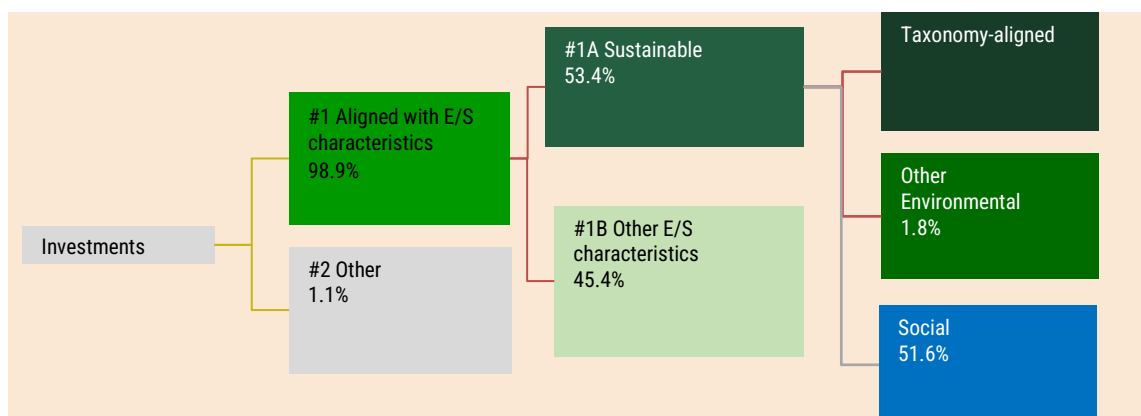 Investments
#1 Aligned with E/S
characteristics
98.9%
#2 Other
1.1%
#1A Sustainable
53.4%
#1B Other E/S
characteristics
45.4%
Taxonomy-aligned
Other
Environmental
1.8%
Social
51.6%